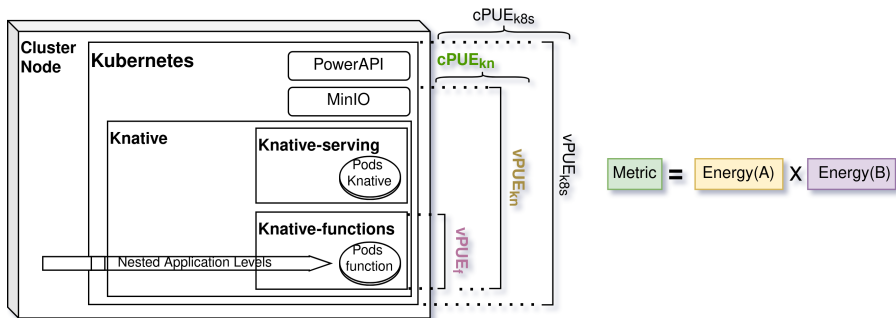 cPUEk8s
Cluster
Node
Kubernetes
PowerAPI
cPUEkn
MinIO
Knative
Knative-serving
Pods
Knative
vPUEkn
vPUEk8s
Metric = Energy(A) X Energy(B)
Knative-functions
Pods
function
vPUEf
Nested Application Levels